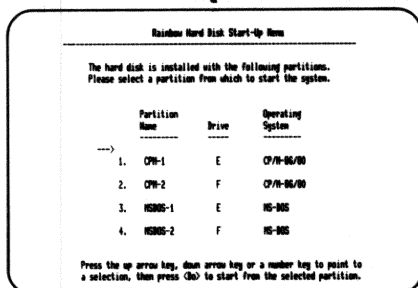 Rainbow Hard Disk Start-Up Menu
The hard disk is installed with the following partitions.
Please select a partition from which to start the system.
Partition Name Drive Operating System
--->
1. CPM-1 E CP/M-86/80
2. CPM-2 F CP/M-86/80
3. MSDOS-1 E MS-DOS
4. MSDOS-2 F MS-DOS
Press the up arrow key, down arrow key or a number key to point to
a selection, then press <Do> to start from the selected partition.